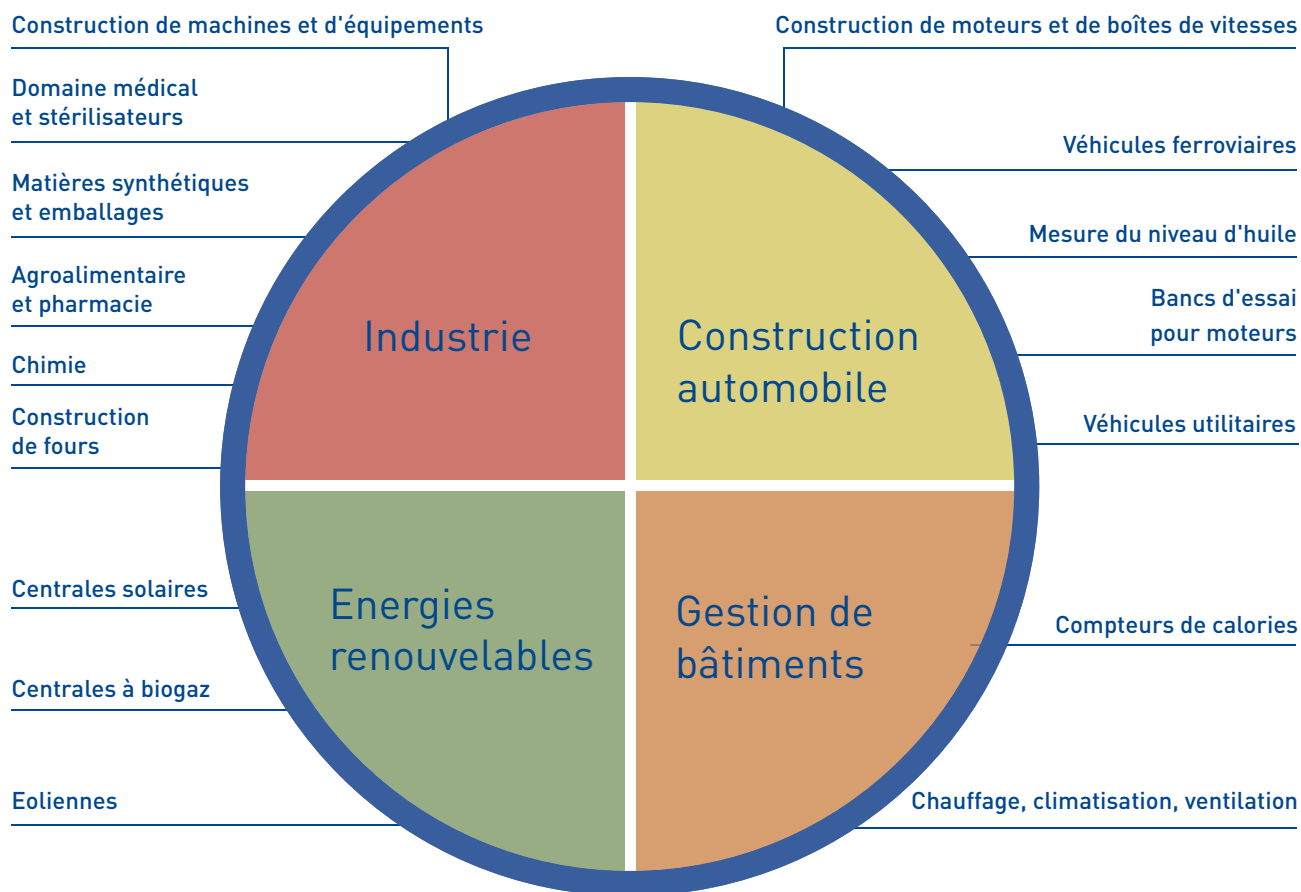 Construction de machines et d'équipements
Domaine médical
et stérilisateurs
Matières synthétiques
et emballages
Agroalimentaire
et pharmacie
Chimie
Construction
de fours
Industrie
Construction de moteurs et de boîtes de vitesses
Véhicules ferroviaires
Mesure du niveau d'huile
Bancs d'essai
pour moteurs
Véhicules utilitaires
Construction
automobile
Centrales solaires
Centrales à biogaz
Eoliennes
Energies
renouvelables
Gestion de
bâtiments
Compteurs de calories
Chauffage, climatisation, ventilation